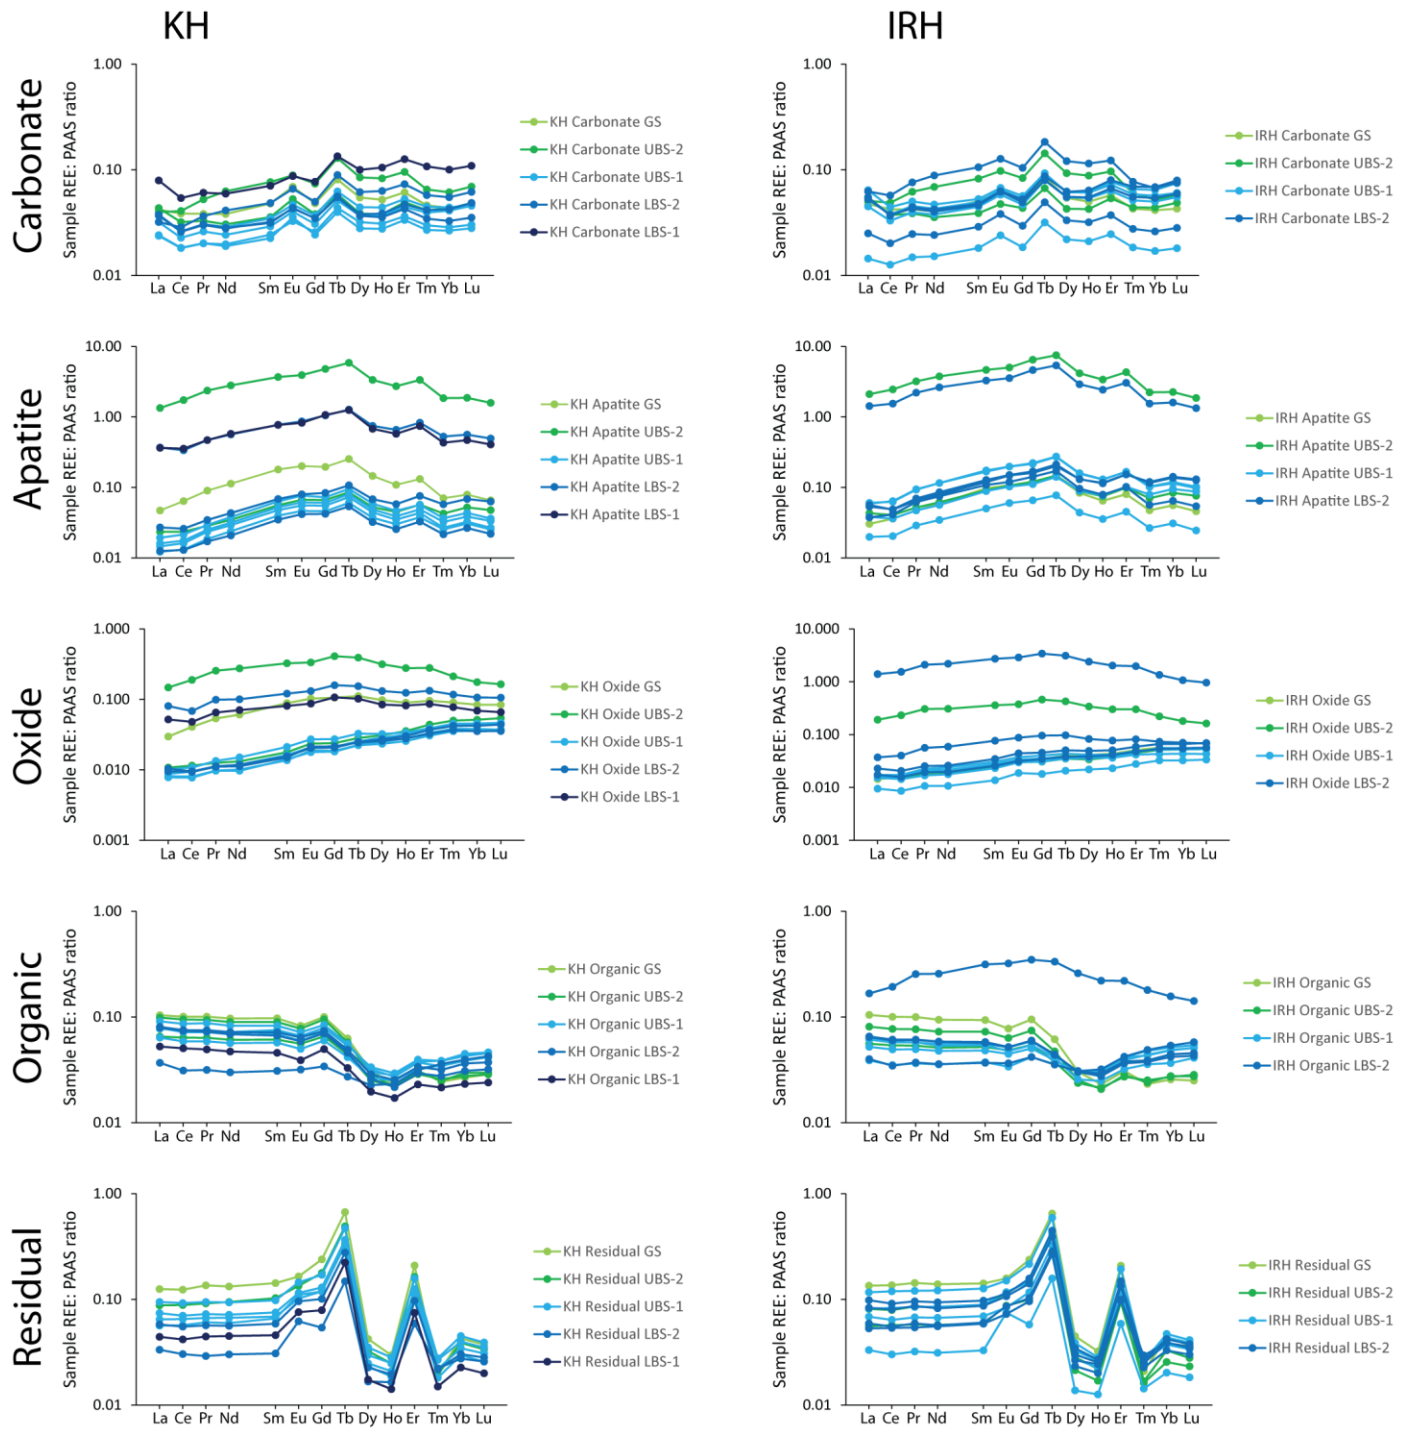 KH
IRH
Carbonate
Sample REE: PAAS ratio
1.00
0.10
0.01
La Ce Pr Nd Sm Eu Gd Tb Dy Ho Er Tm Yb Lu
KH Carbonate GS
KH Carbonate UBS-2
KH Carbonate UBS-1
KH Carbonate LBS-2
KH Carbonate LBS-1
Sample REE: PAAS ratio
1.00
0.10
0.01
La Ce Pr Nd Sm Eu Gd Tb Dy Ho Er Tm Yb Lu
IRH Carbonate GS
IRH Carbonate UBS-2
IRH Carbonate UBS-1
IRH Carbonate LBS-2
Apatite
Sample REE: PAAS ratio
10.00
1.00
0.10
0.01
La Ce Pr Nd Sm Eu Gd Tb Dy Ho Er Tm Yb Lu
KH Apatite GS
KH Apatite UBS-2
KH Apatite UBS-1
KH Apatite LBS-2
KH Apatite LBS-1
Sample REE: PAAS ratio
10.00
1.00
0.10
0.01
La Ce Pr Nd Sm Eu Gd Tb Dy Ho Er Tm Yb Lu
IRH Apatite GS
IRH Apatite UBS-2
IRH Apatite UBS-1
IRH Apatite LBS-2
Oxide
Sample REE: PAAS ratio
1.000
0.100
0.010
0.001
La Ce Pr Nd Sm Eu Gd Tb Dy Ho Er Tm Yb Lu
KH Oxide GS
KH Oxide UBS-2
KH Oxide UBS-1
KH Oxide LBS-2
KH Oxide LBS-1
Sample REE: PAAS ratio
10.000
1.000
0.100
0.010
0.001
La Ce Pr Nd Sm Eu Gd Tb Dy Ho Er Tm Yb Lu
IRH Oxide GS
IRH Oxide UBS-2
IRH Oxide UBS-1
IRH Oxide LBS-2
Organic
Sample REE: PAAS ratio
1.00
0.10
0.01
La Ce Pr Nd Sm Eu Gd Tb Dy Ho Er Tm Yb Lu
KH Organic GS
KH Organic UBS-2
KH Organic UBS-1
KH Organic LBS-2
KH Organic LBS-1
Sample REE: PAAS ratio
1.00
0.10
0.01
La Ce Pr Nd Sm Eu Gd Tb Dy Ho Er Tm Yb Lu
IRH Organic GS
IRH Organic UBS-2
IRH Organic UBS-1
IRH Organic LBS-2
Residual
Sample REE: PAAS ratio
1.00
0.10
0.01
La Ce Pr Nd Sm Eu Gd Tb Dy Ho Er Tm Yb Lu
KH Residual GS
KH Residual UBS-2
KH Residual UBS-1
KH Residual LBS-2
KH Residual LBS-1
Sample REE: PAAS ratio
1.00
0.10
0.01
La Ce Pr Nd Sm Eu Gd Tb Dy Ho Er Tm Yb Lu
IRH Residual GS
IRH Residual UBS-2
IRH Residual UBS-1
IRH Residual LBS-2